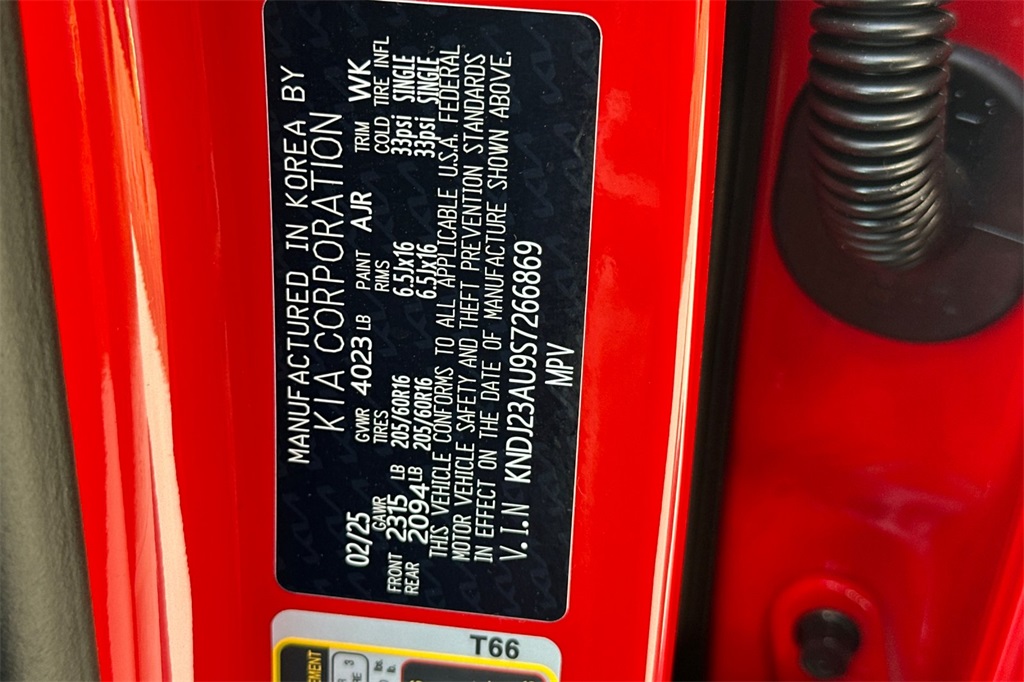 MANUFACTURED IN KOREA BY
KIA CORPORATION
02/25 GVWR 4023 LB PAINT AJR TRIM WK
GAWR TIRES RIMS COLD TIRE INFL
FRONT 2315 LB 205/60R16 6.5Jx16 33psi SINGLE
REAR 2094 LB 205/60R16 6.5Jx16 33psi SINGLE
THIS VEHICLE CONFORMS TO ALL APPLICABLE U.S.A. FEDERAL
MOTOR VEHICLE SAFETY AND THEFT PREVENTION STANDARDS
IN EFFECT ON THE DATE OF MANUFACTURE SHOWN ABOVE.
V.I.N KNDJ23AU9S7266869
MPV
T66